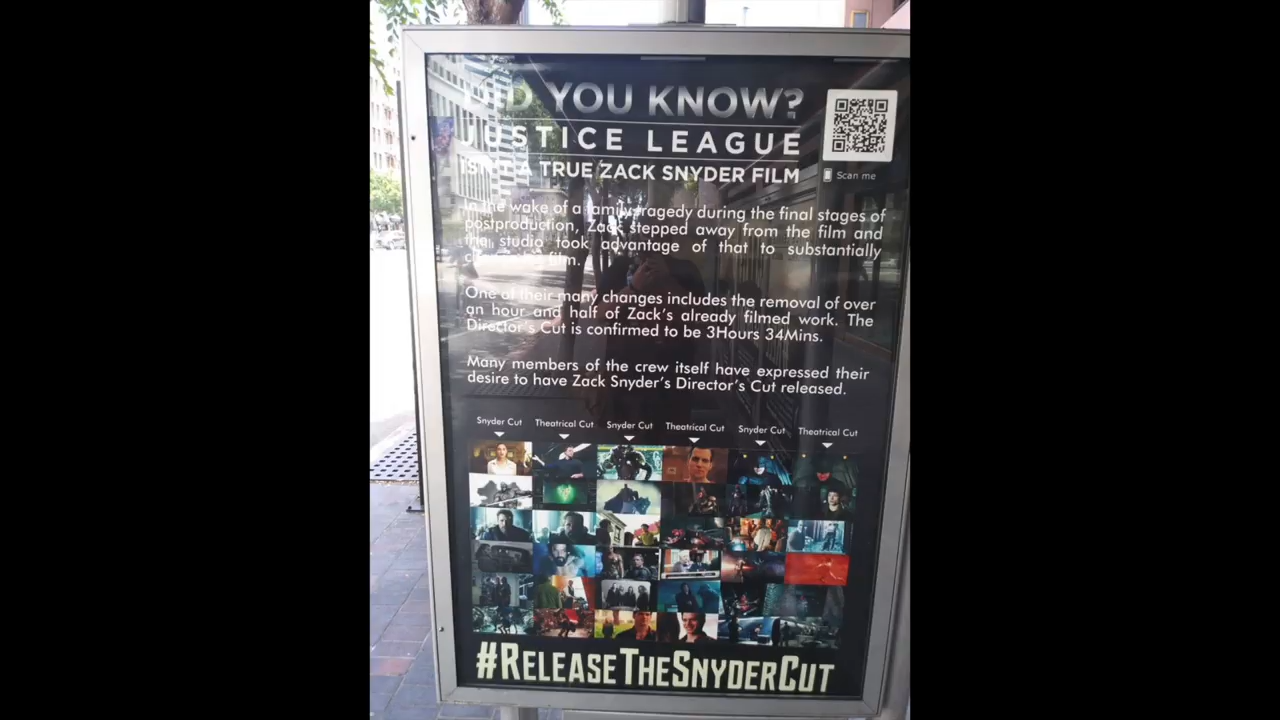 DID YOU KNOW?
JUSTICE LEAGUE
ISN'T A TRUE ZACK SNYDER FILM
Scan me
In the wake of a family tragedy during the final stages of
postproduction, Zack stepped away from the film and
the studio took advantage of that to substantially
film.
One of their many changes includes the removal of over
an hour and half of Zack's already filmed work. The
Director's Cut is confirmed to be 3Hours 34Mins.
Many members of the crew itself have expressed their
desire to have Zack Snyder's Director's Cut released.
Snyder Cut Theatrical Cut Snyder Cut Theatrical Cut Snyder Cut Theatrical Cut
#RELEASETHESNYDERCUT